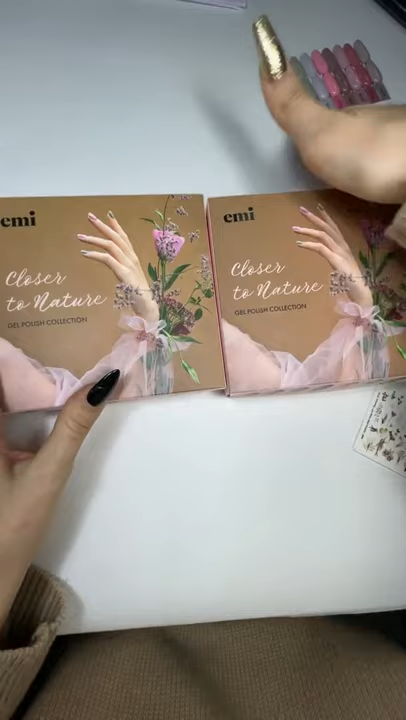 emi
Closer
to Nature
GEL POLISH COLLECTION
emi
Closer
to Nature
GEL POLISH COLLECTION